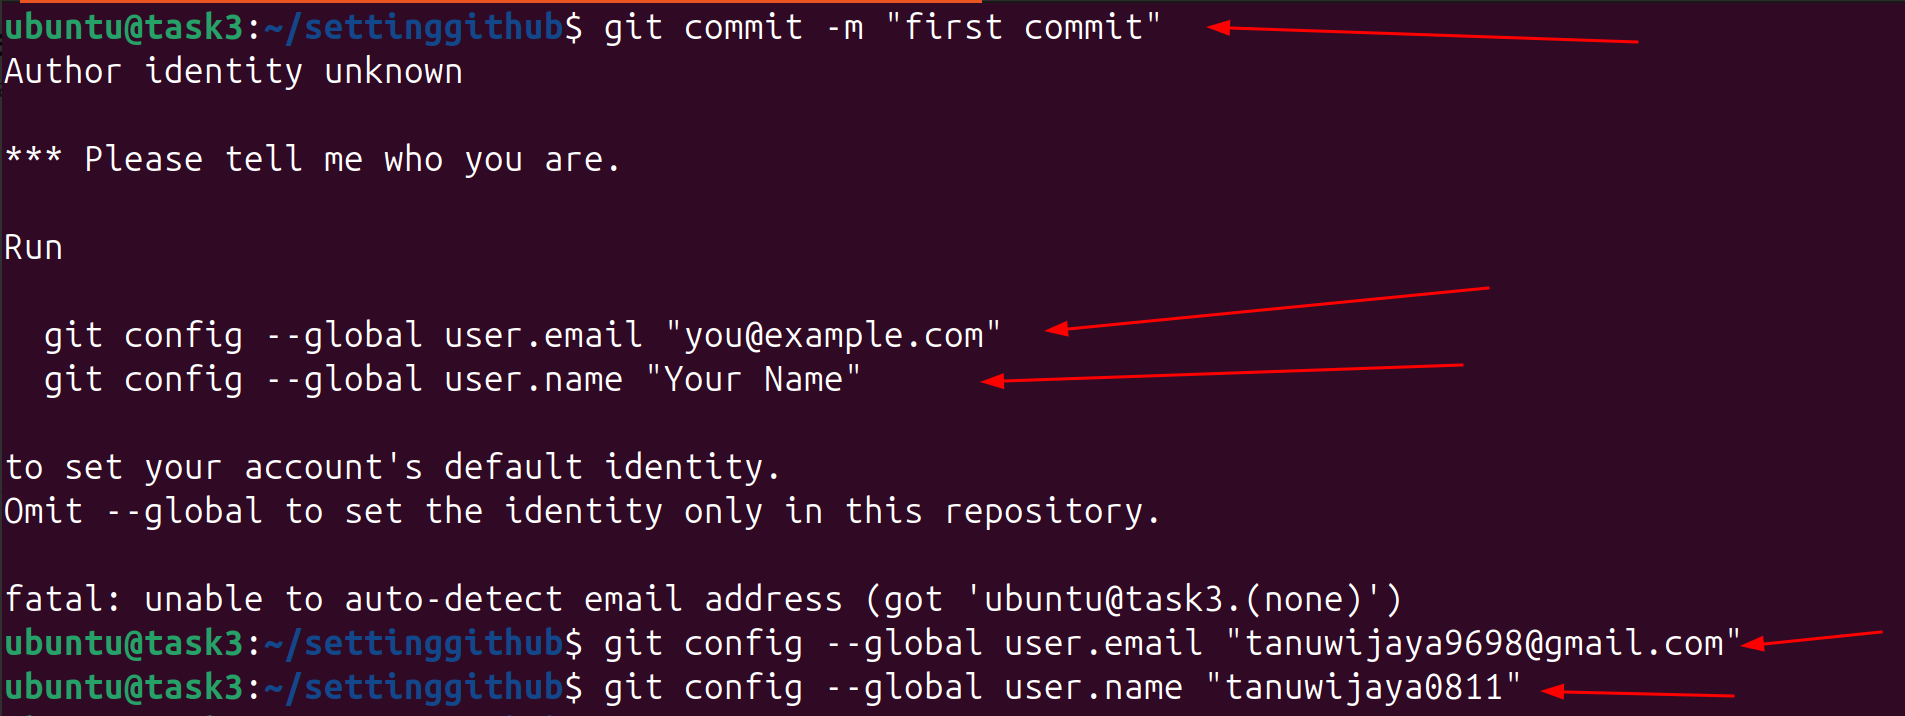 ubuntu@task3:~/settinggithub$ git commit -m "first commit"
Author identity unknown
*** Please tell me who you are.
Run
git config --global user.email "you@example.com"
git config --global user.name "Your Name"
to set your account's default identity.
Omit --global to set the identity only in this repository.
fatal: unable to auto-detect email address (got 'ubuntu@task3.(none)')
ubuntu@task3:~/settinggithub$ git config --global user.email "tanuwijaya9698@gmail.com"
ubuntu@task3:~/settinggithub$ git config --global user.name "tanuwijaya0811"